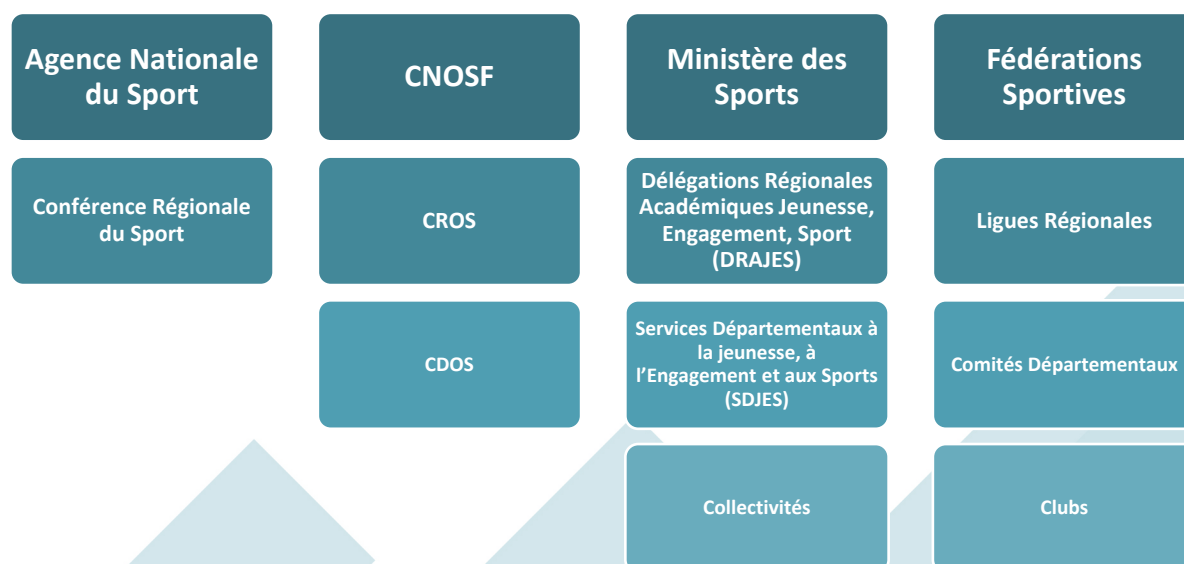 Agence Nationale
du Sport
CNOSF
Ministère des
Sports
Fédérations
Sportives
Conférence Régionale
du Sport
CROS
Délégations Régionales
Académiques Jeunesse,
Engagement, Sport
(DRAJES)
Ligues Régionales
CDOS
Services Départementaux à
la jeunesse, à
l’Engagement et aux Sports
(SDJES)
Comités Départementaux
Collectivités
Clubs